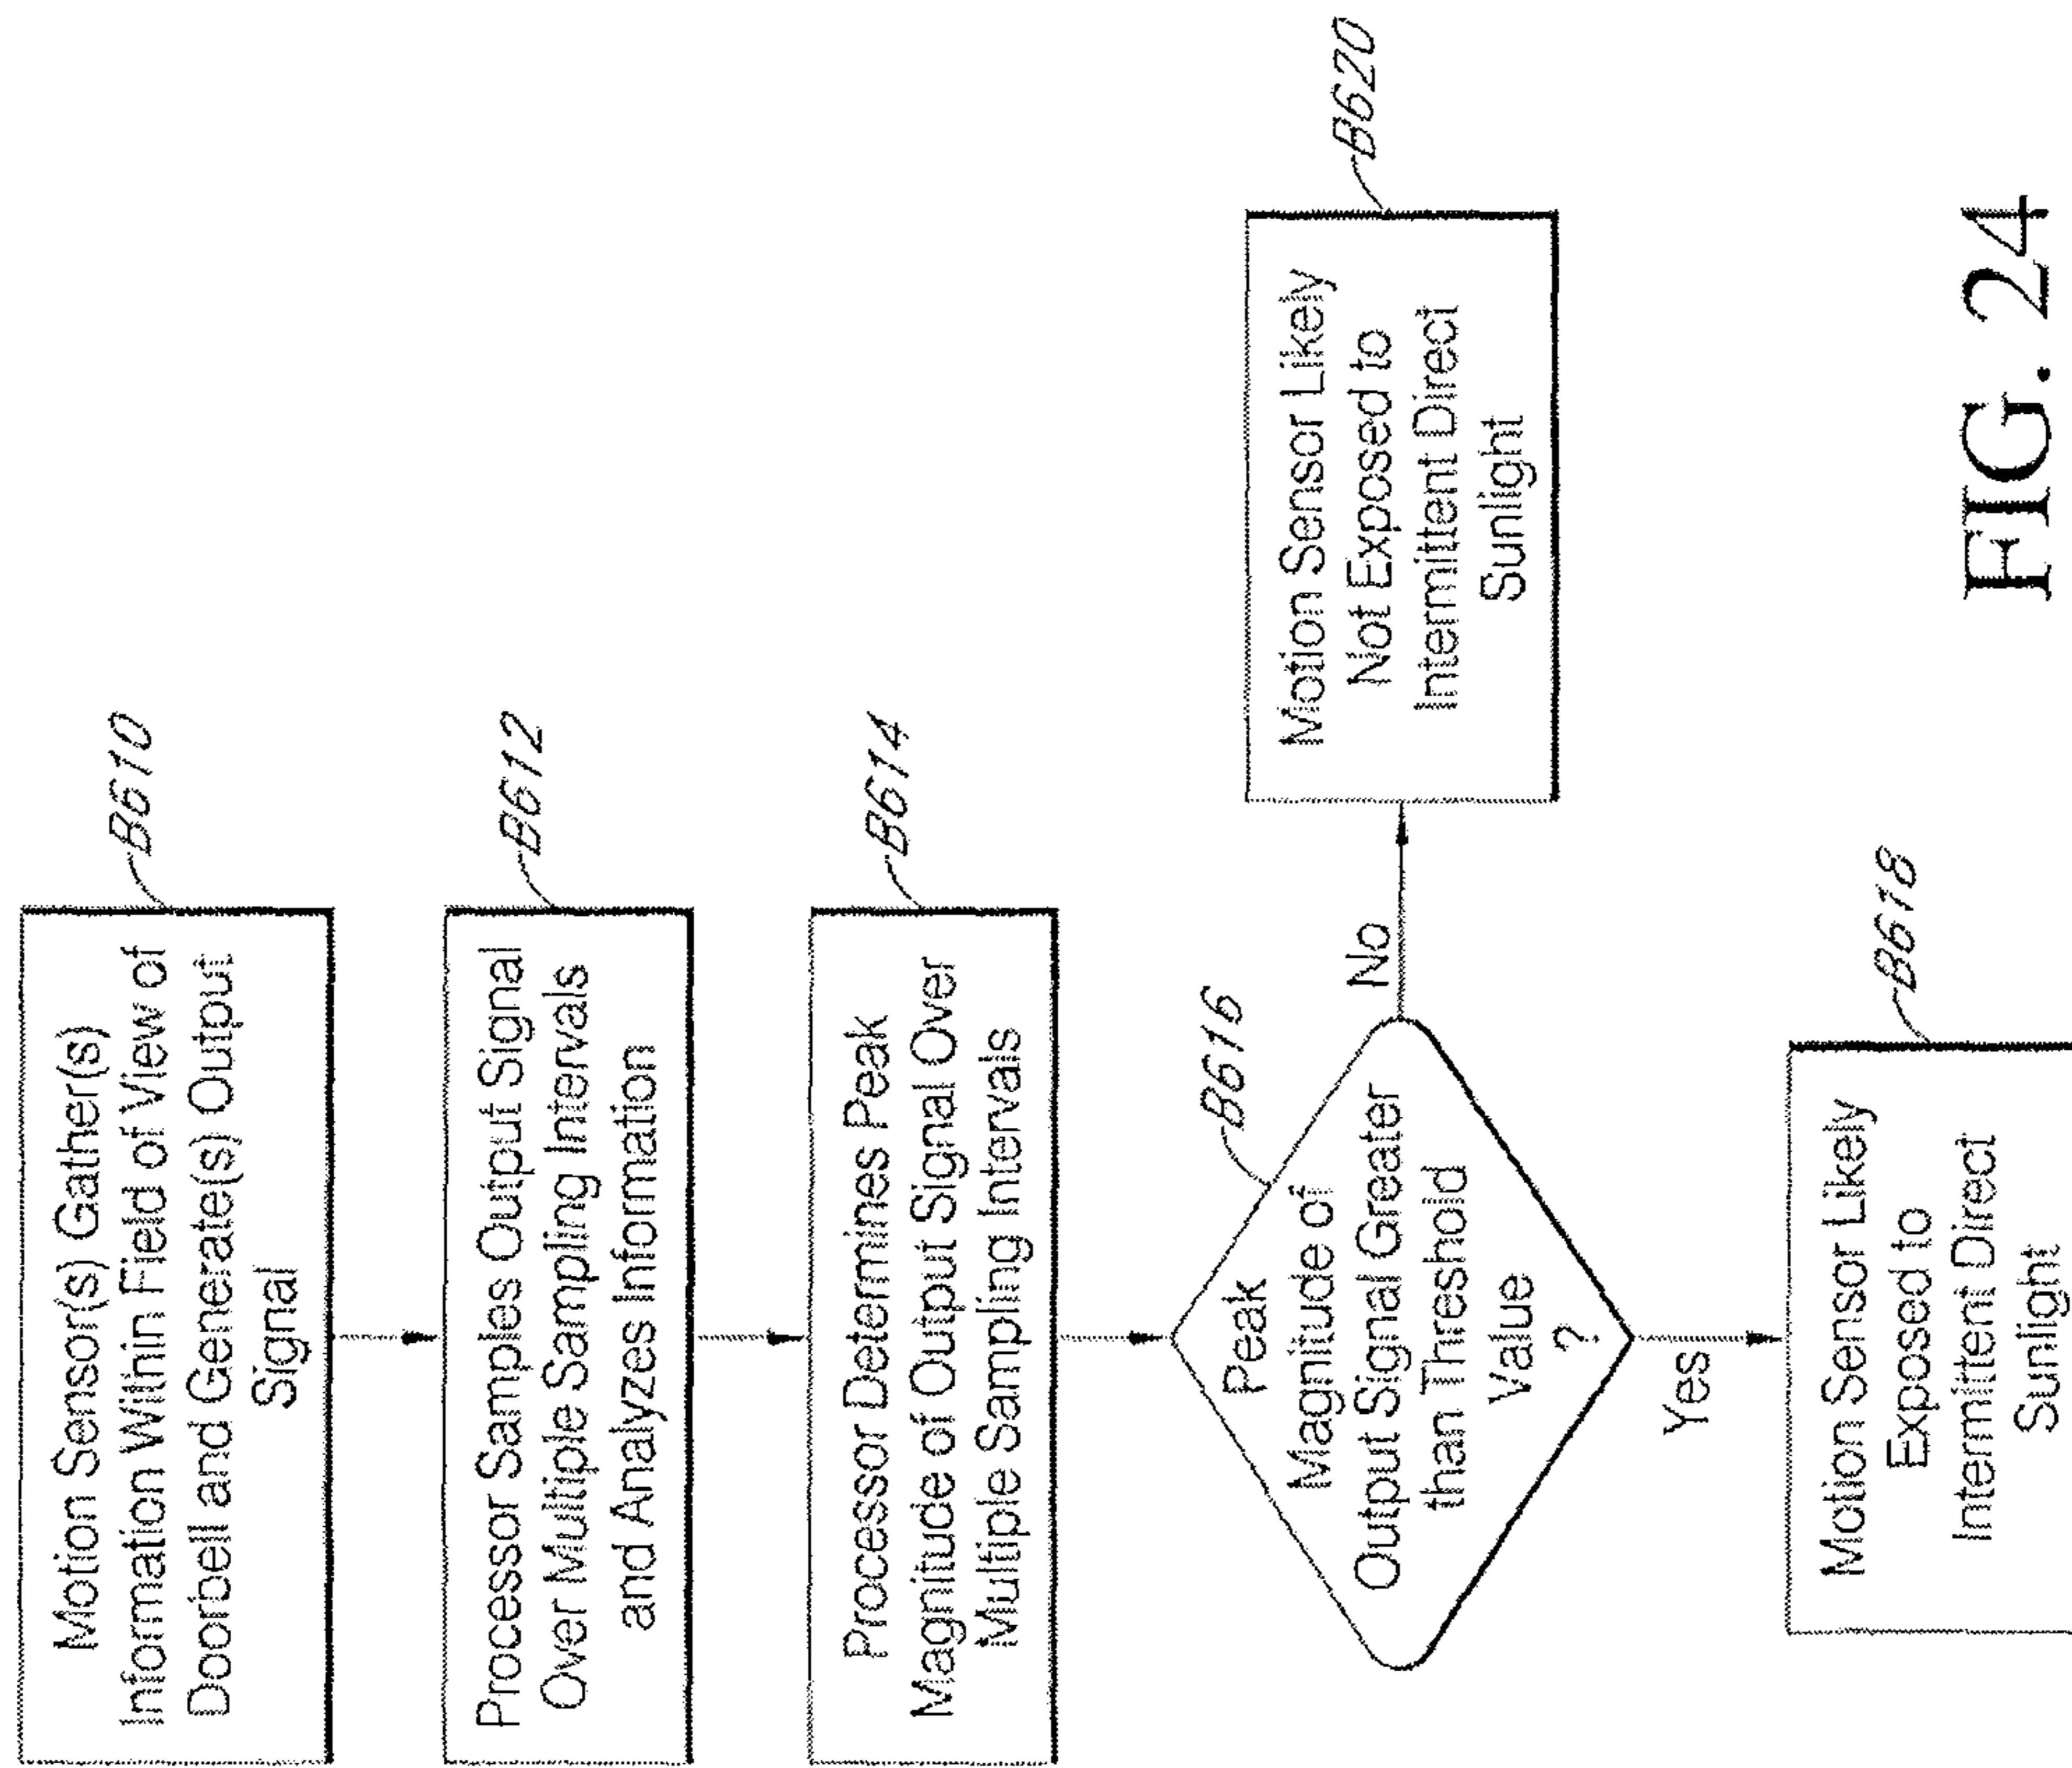 B610
Motion Sensor(s) Gather(s)
Information Within Field of View of
Doorbell and Generate(s) Output
Signal
B612
Processor Samples Output Signal
Over Multiple Sampling Intervals
and Analyzes Information
B614
Processor Determines Peak
Magnitude of Output Signal Over
Multiple Sampling Intervals
B616
Peak
Magnitude of
Output Signal Greater
than Threshold
Value
?
No
B620
Motion Sensor Likely
Not Exposed to
Intermittent Direct
Sunlight
Yes
B618
Motion Sensor Likely
Exposed to
Intermittent Direct
Sunlight
FIG. 24